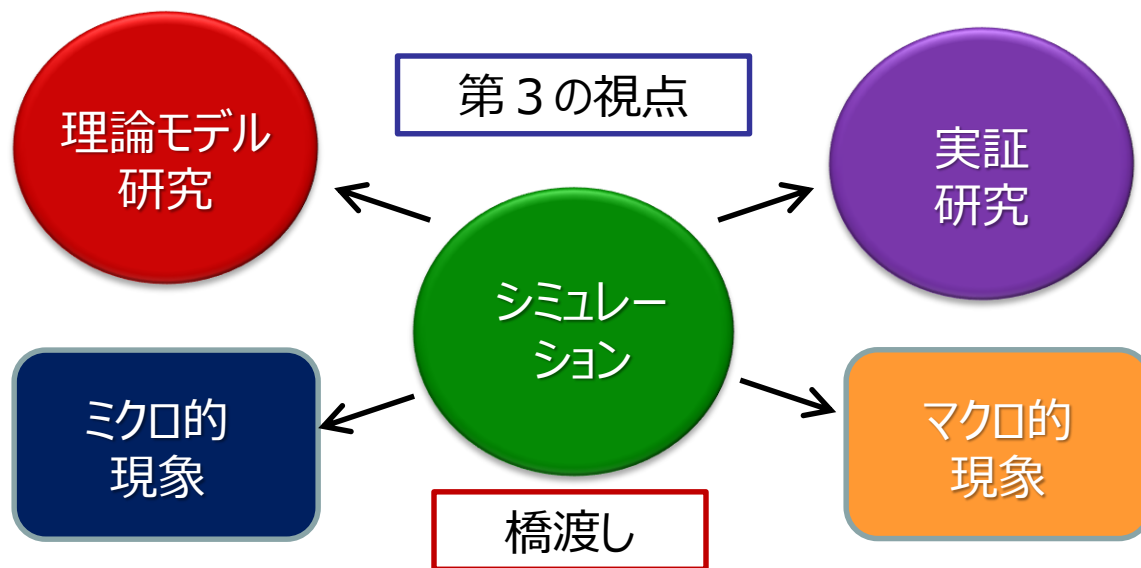 理論モデル
研究
第３の視点
実証
研究
シミュレー
ション
ミクロ的
現象
マクロ的
現象
橋渡し